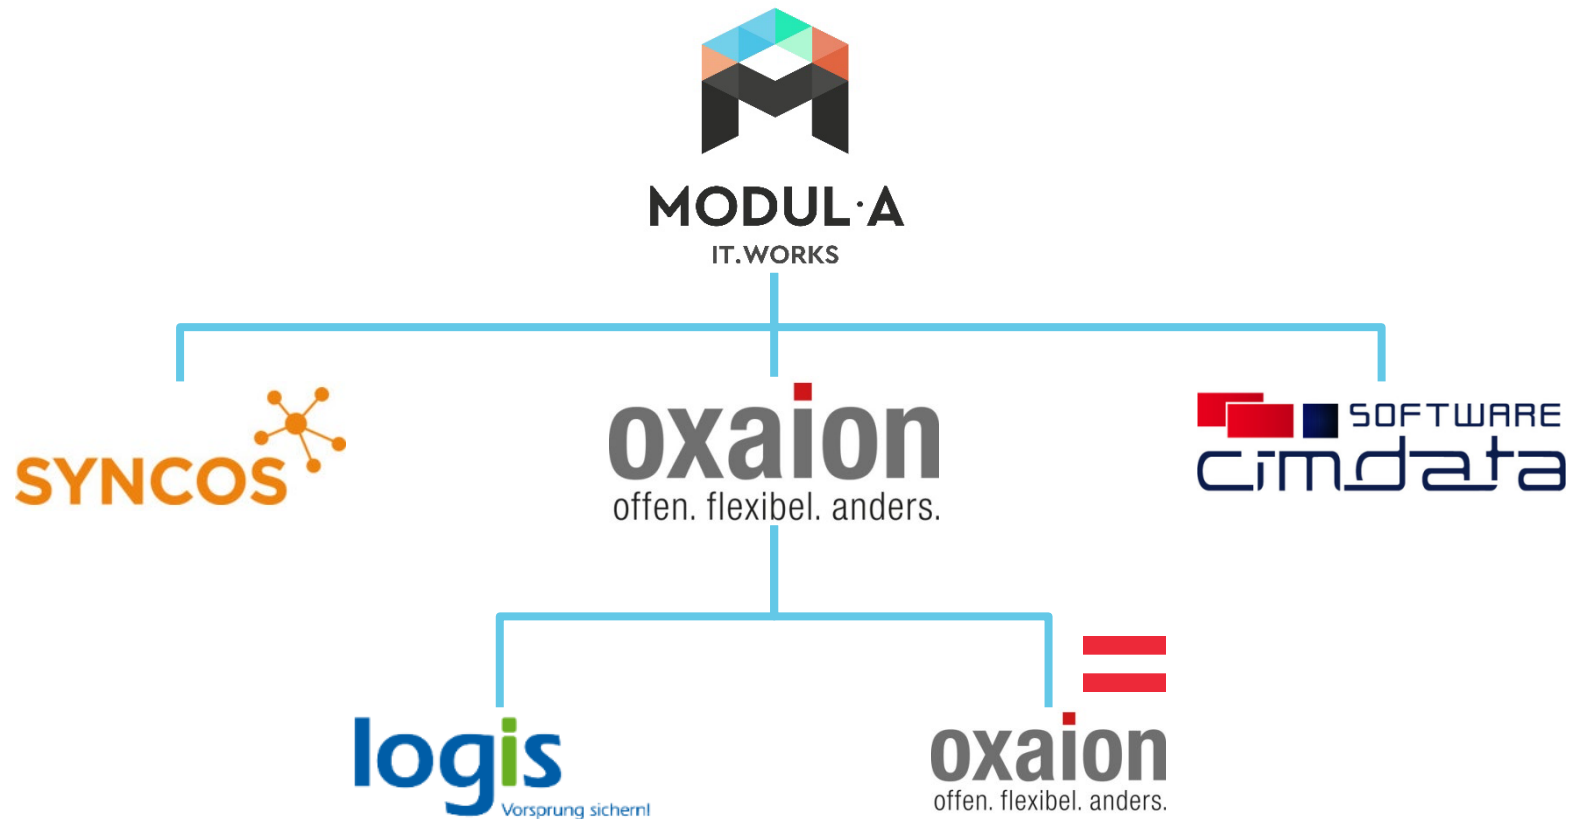 MODUL·A
IT.WORKS
SYNCOS
oxaion
offen. flexibel. anders.
SOFTWARE
cimdata
logis
Vorsprung sichern!
oxaion
offen. flexibel. anders.